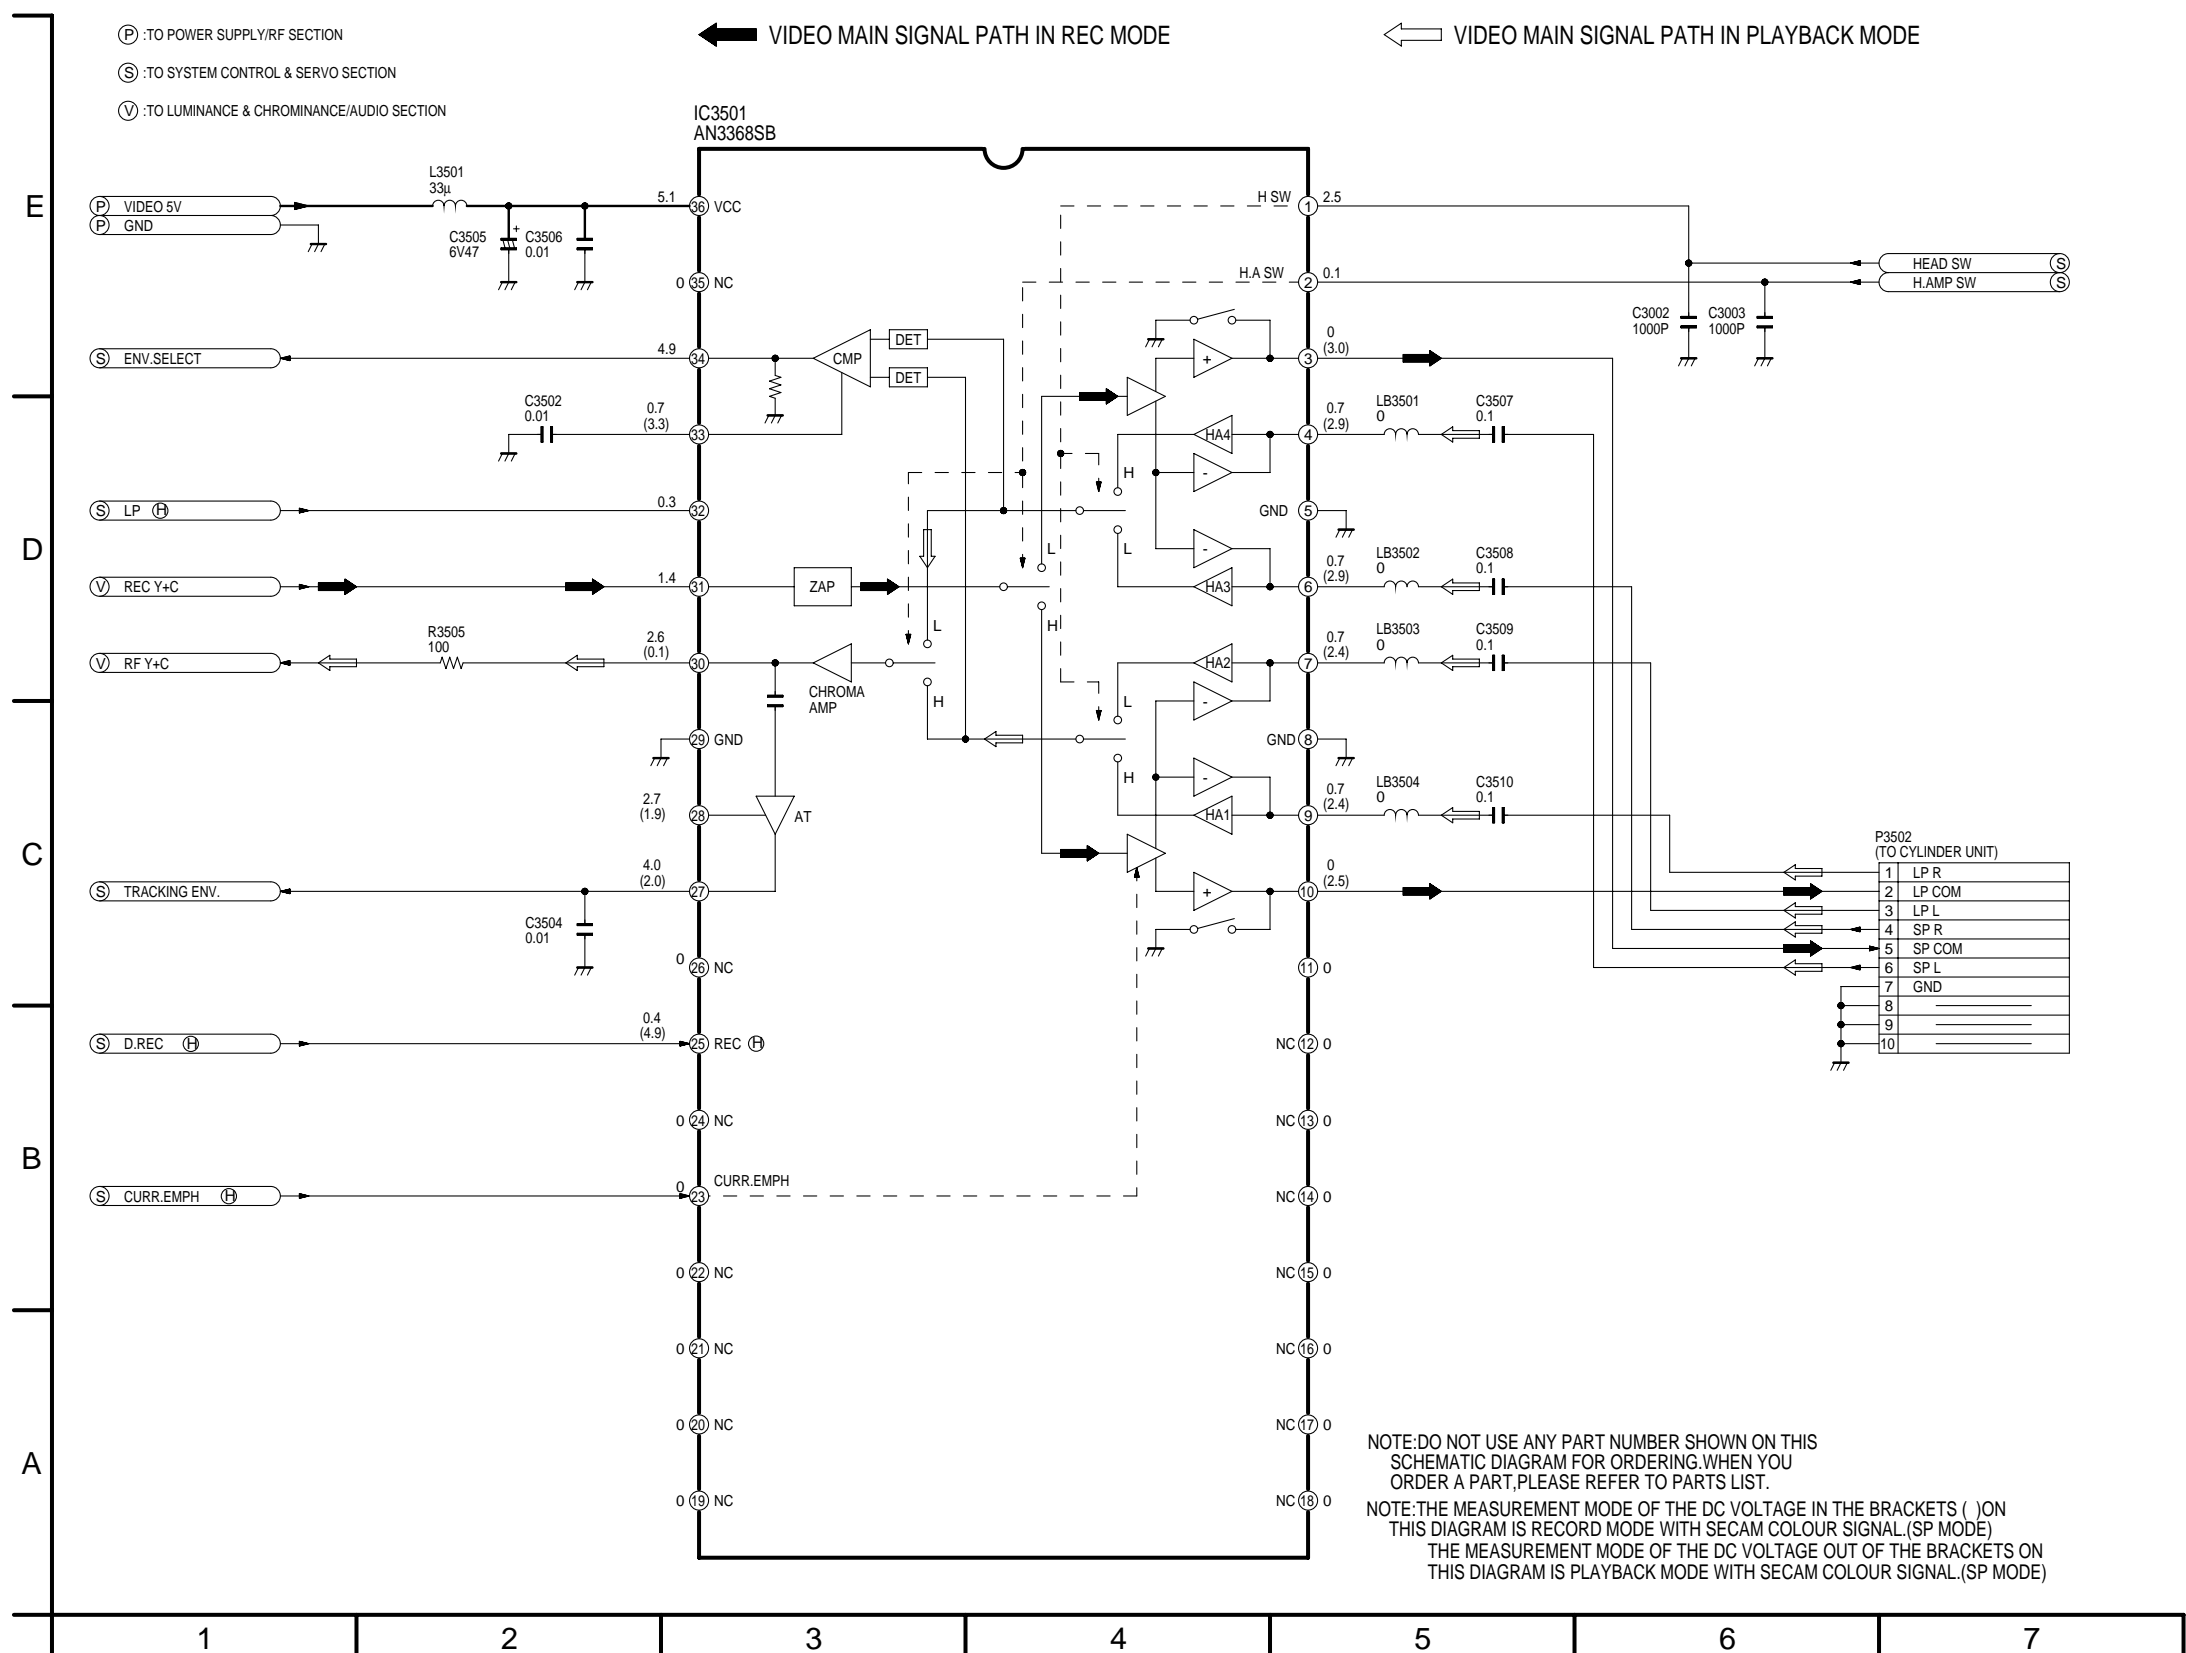 Ⓟ :TO POWER SUPPLY/RF SECTION
VIDEO MAIN SIGNAL PATH IN REC MODE
VIDEO MAIN SIGNAL PATH IN PLAYBACK MODE
Ⓢ :TO SYSTEM CONTROL & SERVO SECTION
Ⓥ :TO LUMINANCE & CHROMINANCE/AUDIO SECTION
IC3501
AN3368SB
E
D
C
B
A
Ⓟ VIDEO 5V
Ⓟ GND
L3501
33µ
C3505
6V47
+
C3506
0.01
5.1
36 VCC
0 35 NC
Ⓢ ENV.SELECT
4.9
34
CMP
DET
DET
C3502
0.01
0.7
(3.3)
33
Ⓢ LP Ⓗ
0.3
32
Ⓥ REC Y+C
1.4
31
ZAP
Ⓥ RF Y+C
R3505
100
2.6
(0.1)
30
CHROMA
AMP
L
H
29 GND
2.7
(1.9)
28
AT
Ⓢ TRACKING ENV.
4.0
(2.0)
27
C3504
0.01
0
26 NC
Ⓢ D.REC Ⓗ
0.4
(4.9)
25 REC Ⓗ
0 24 NC
Ⓢ CURR.EMPH Ⓗ
0
23
CURR.EMPH
0 22 NC
0 21 NC
0 20 NC
0 19 NC
H SW
1
2.5
H.A SW
2
0.1
+
0
(3.0)
3
HA4
-
H
L
0.7
(2.9)
4
LB3501
0
C3507
0.1
GND 5
-
HA3
L
H
0.7
(2.9)
6
LB3502
0
C3508
0.1
HA2
-
L
H
0.7
(2.4)
7
LB3503
0
C3509
0.1
GND 8
-
HA1
0.7
(2.4)
9
LB3504
0
C3510
0.1
+
0
(2.5)
10
11 0
NC 12 0
NC 13 0
NC 14 0
NC 15 0
NC 16 0
NC 17 0
NC 18 0
HEAD SW Ⓢ
H.AMP SW Ⓢ
C3002
1000P
C3003
1000P
P3502
(TO CYLINDER UNIT)
1 LP R
2 LP COM
3 LP L
4 SP R
5 SP COM
6 SP L
7 GND
8
9
10
NOTE:DO NOT USE ANY PART NUMBER SHOWN ON THIS
SCHEMATIC DIAGRAM FOR ORDERING.WHEN YOU
ORDER A PART,PLEASE REFER TO PARTS LIST.
NOTE:THE MEASUREMENT MODE OF THE DC VOLTAGE IN THE BRACKETS ( )ON
THIS DIAGRAM IS RECORD MODE WITH SECAM COLOUR SIGNAL.(SP MODE)
THE MEASUREMENT MODE OF THE DC VOLTAGE OUT OF THE BRACKETS ON
THIS DIAGRAM IS PLAYBACK MODE WITH SECAM COLOUR SIGNAL.(SP MODE)
1 2 3 4 5 6 7